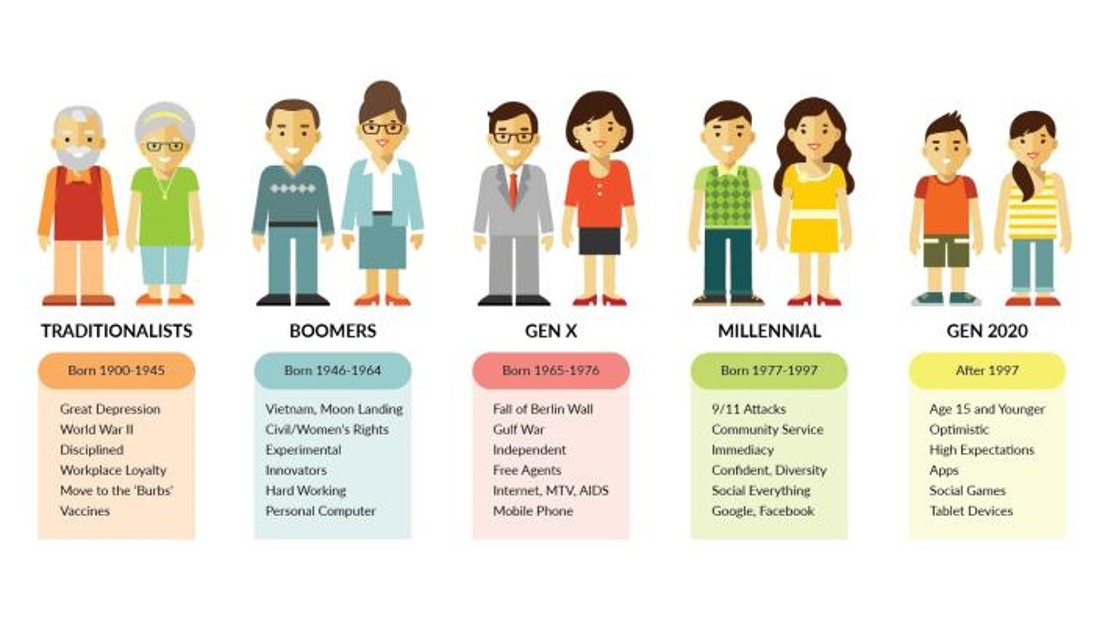 TRADITIONALISTS
Born 1900-1945
Great Depression
World War II
Disciplined
Workplace Loyalty
Move to the ‘Burbs’
Vaccines
BOOMERS
Born 1946-1964
Vietnam, Moon Landing
Civil/Women's Rights
Experimental
Innovators
Hard Working
Personal Computer
GEN X
Born 1965-1976
Fall of Berlin Wall
Gulf War
Independent
Free Agents
Internet, MTV, AIDS
Mobile Phone
MILLENNIAL
Born 1977-1997
9/11 Attacks
Community Service
Immediacy
Confident, Diversity
Social Everything
Google, Facebook
GEN 2020
After 1997
Age 15 and Younger
Optimistic
High Expectations
Apps
Social Games
Tablet Devices